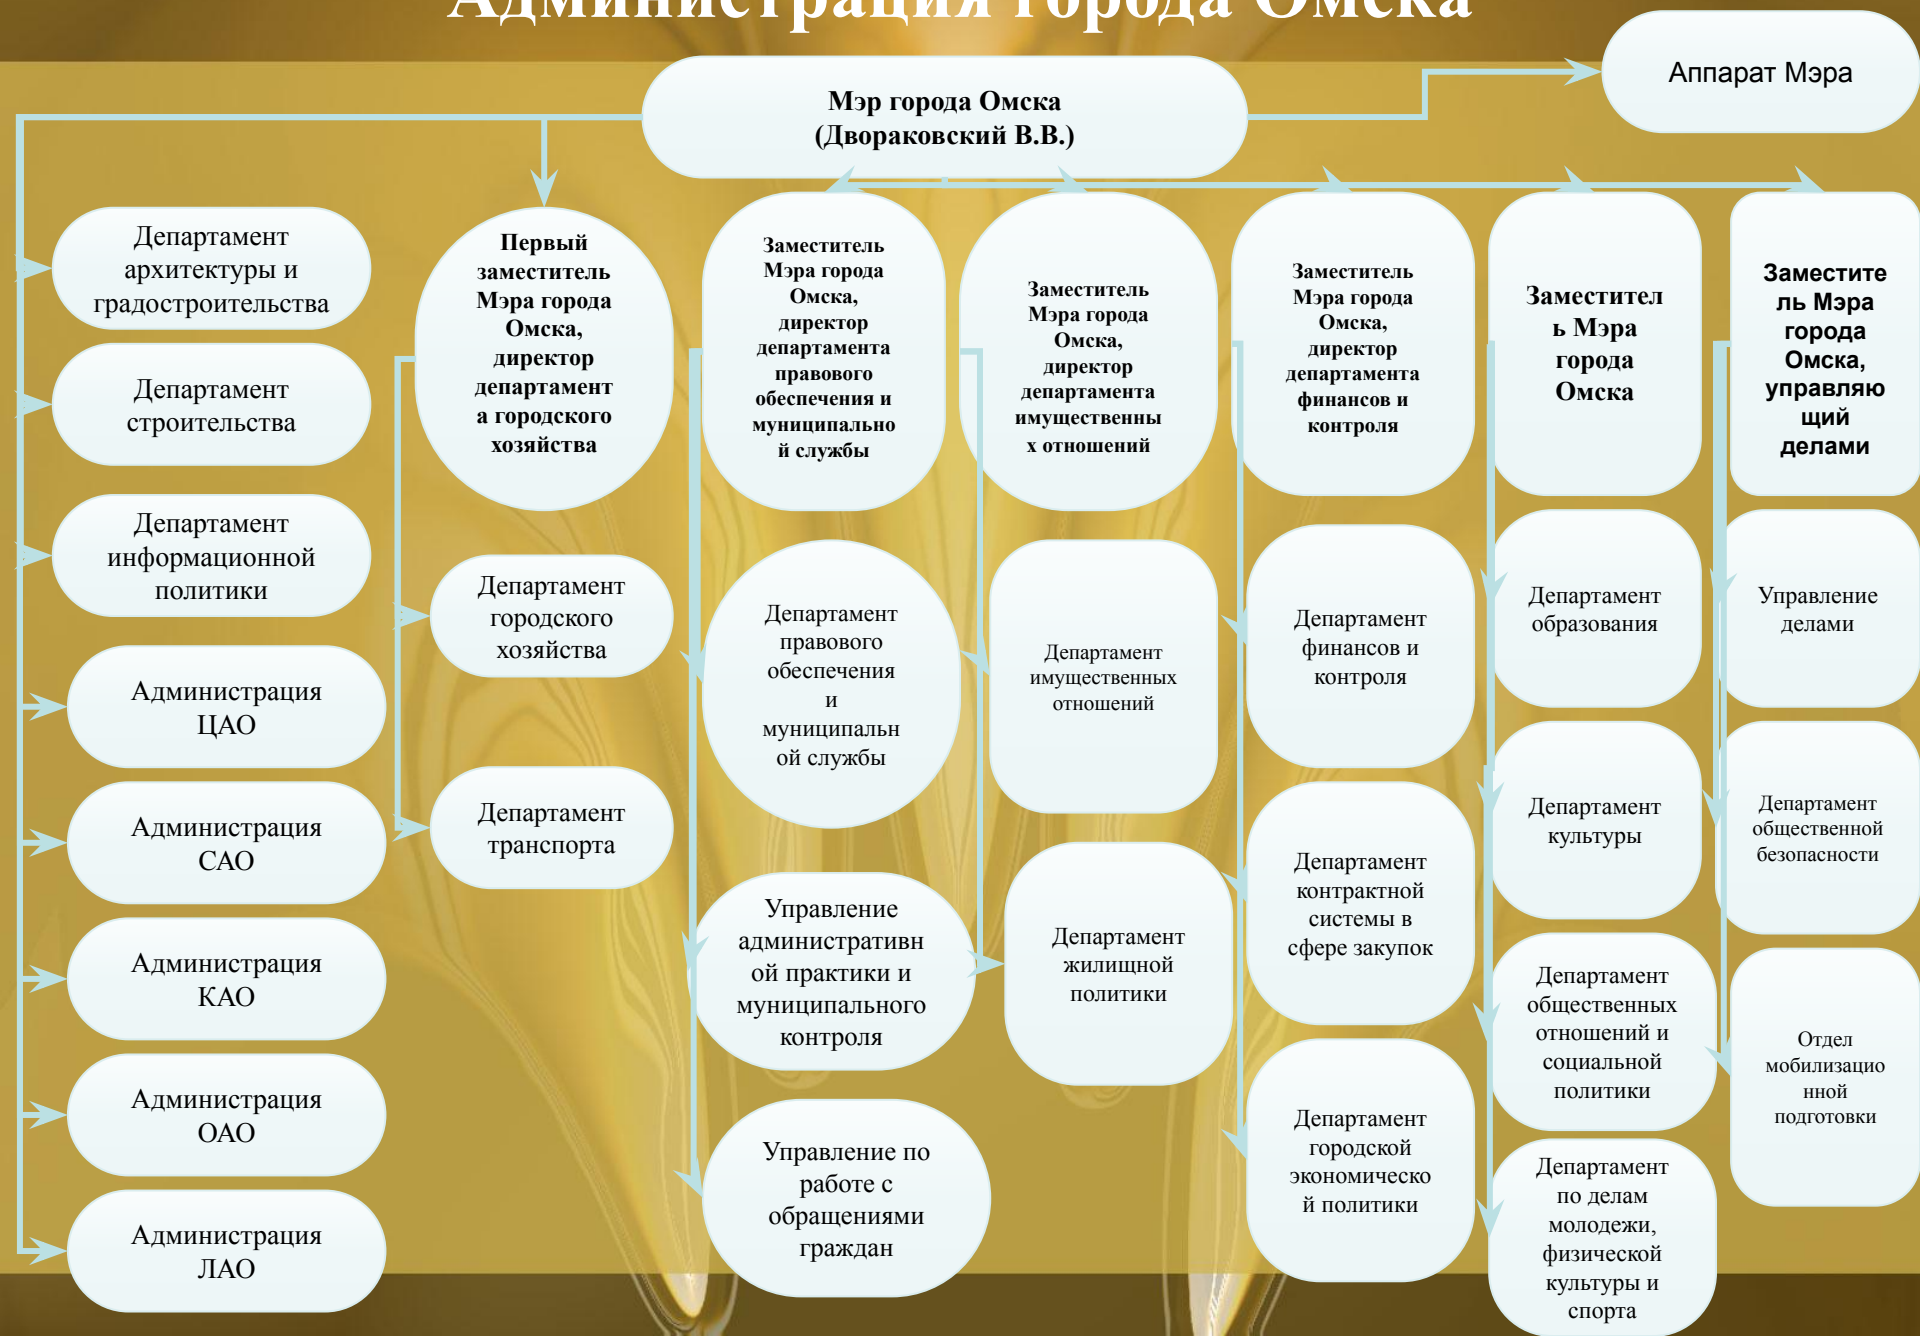 Администрация города Омска
Аппарат Мэра
Мэр города Омска
(Двораковский В.В.)
Департамент
архитектуры и
градостроительства
Департамент
строительства
Департамент
информационной
политики
Администрация
ЦАО
Администрация
САО
Администрация
КАО
Администрация
ОАО
Администрация
ЛАО
Первый
заместитель
Мэра города
Омска,
директор
департамент
а городского
хозяйства
Департамент
городского
хозяйства
Департамент
транспорта
Заместитель
Мэра города
Омска,
директор
департамента
правового
обеспечения и
муниципально
й службы
Департамент
правового
обеспечения
и
муниципальн
ой службы
Управление
административн
ой практики и
муниципального
контроля
Управление по
работе с
обращениями
граждан
Заместитель
Мэра города
Омска,
директор
департамента
имущественны
х отношений
Департамент
имущественных
отношений
Департамент
жилищной
политики
Заместитель
Мэра города
Омска,
директор
департамента
финансов и
контроля
Департамент
финансов и
контроля
Департамент
контрактной
системы в
сфере закупок
Департамент
городской
экономическо
й политики
Заместител
ь Мэра
города
Омска
Департамент
образования
Департамент
культуры
Департамент
общественных
отношений и
социальной
политики
Департамент
по делам
молодежи,
физической
культуры и
спорта
Заместите
ль Мэра
города
Омска,
управляю
щий
делами
Управление
делами
Департамент
общественной
безопасности
Отдел
мобилизацио
нной
подготовки